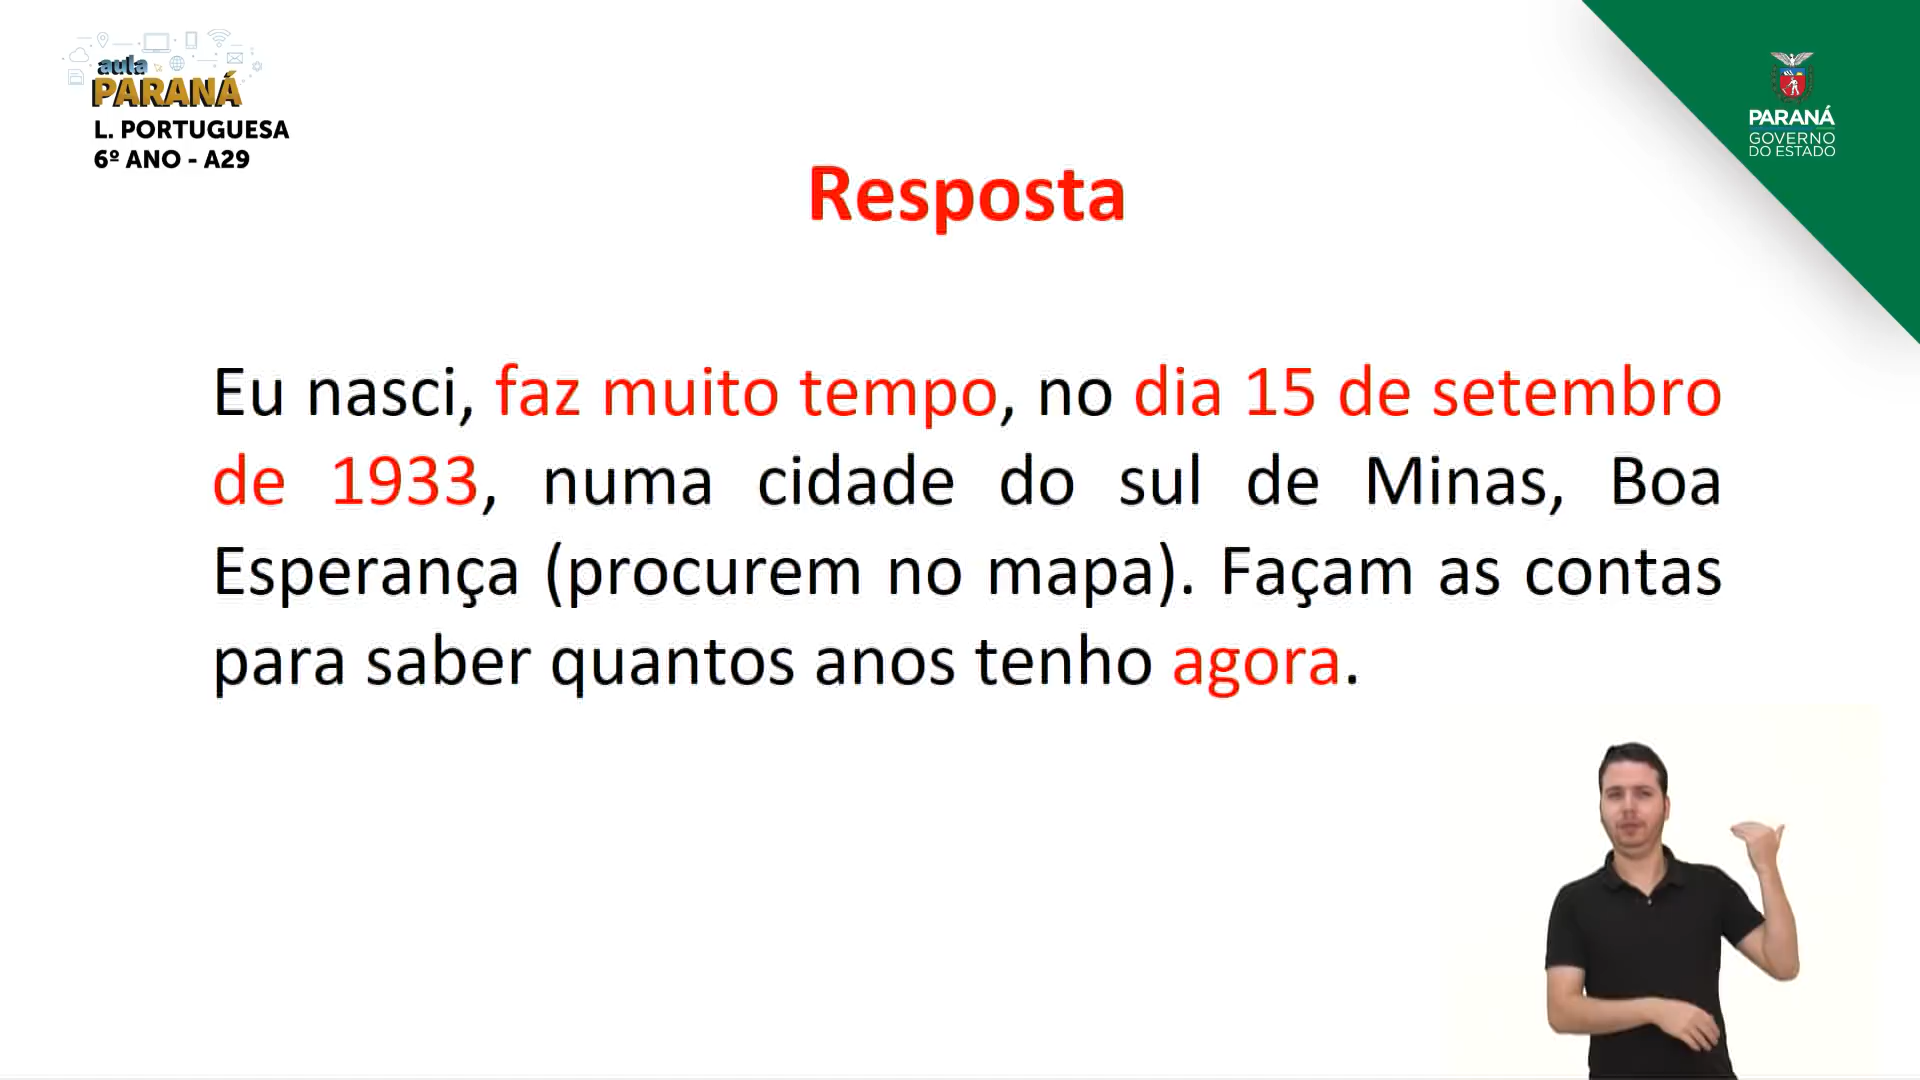 aula
PARANÁ
L. PORTUGUESA
6º ANO - A29
PARANÁ
GOVERNO
DO ESTADO
Resposta
Eu nasci, faz muito tempo, no dia 15 de setembro
de 1933, numa cidade do sul de Minas, Boa
Esperança (procurem no mapa). Façam as contas
para saber quantos anos tenho agora.